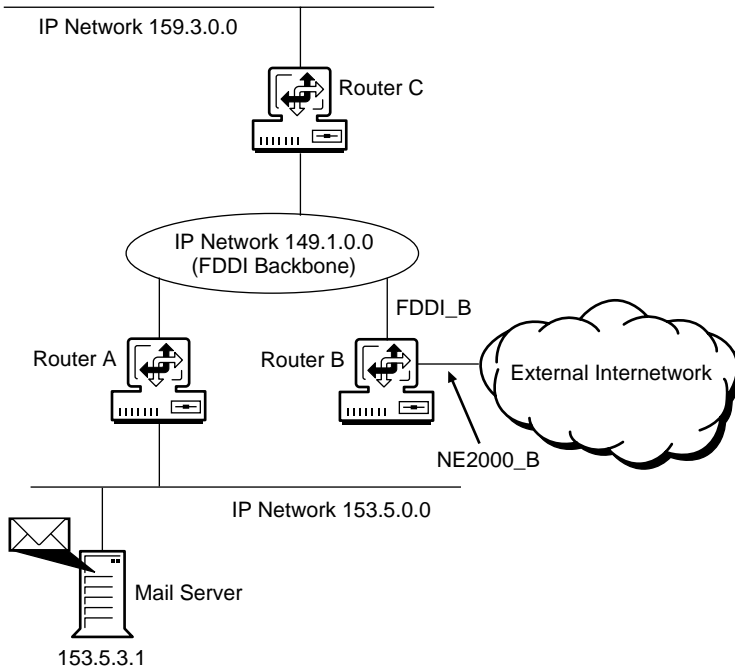 IP Network 159.3.0.0
Router C
IP Network 149.1.0.0
(FDDI Backbone)
FDDI_B
Router A
Router B
External Internetwork
NE2000_B
IP Network 153.5.0.0
Mail Server
153.5.3.1